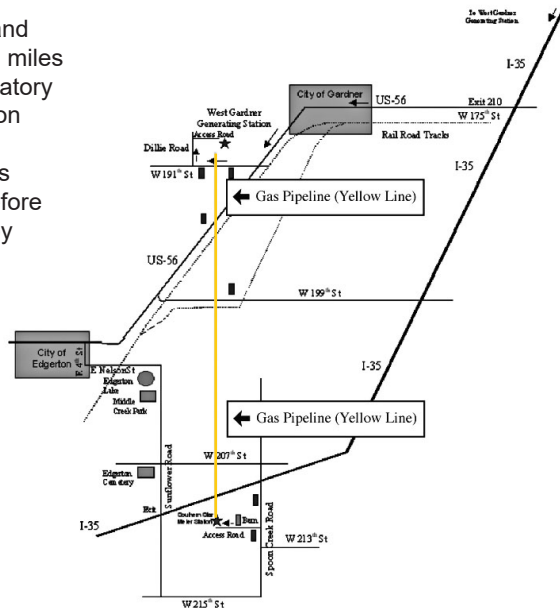 and
miles
atory
on
s
fore
y
To West Gardner
Generating Station
I-35
City of Gardner
US-56
Exit 210
W 175th St
Rail Road Tracks
West Gardner
Generating Station
Access Road
Dillie Road
W 191st St
I-35
Gas Pipeline (Yellow Line)
US-56
W 199th St
City of
Edgerton
E 4th St
E Nelson St
Edgerton
Lake
Middle
Creek Park
I-35
Gas Pipeline (Yellow Line)
Sunflower Road
W 207th St
Edgerton
Cemetery
Exit
Southern Star
Meter Station
Barn
Access Road
I-35
Spoon Creek Road
W 213th St
W 215th St